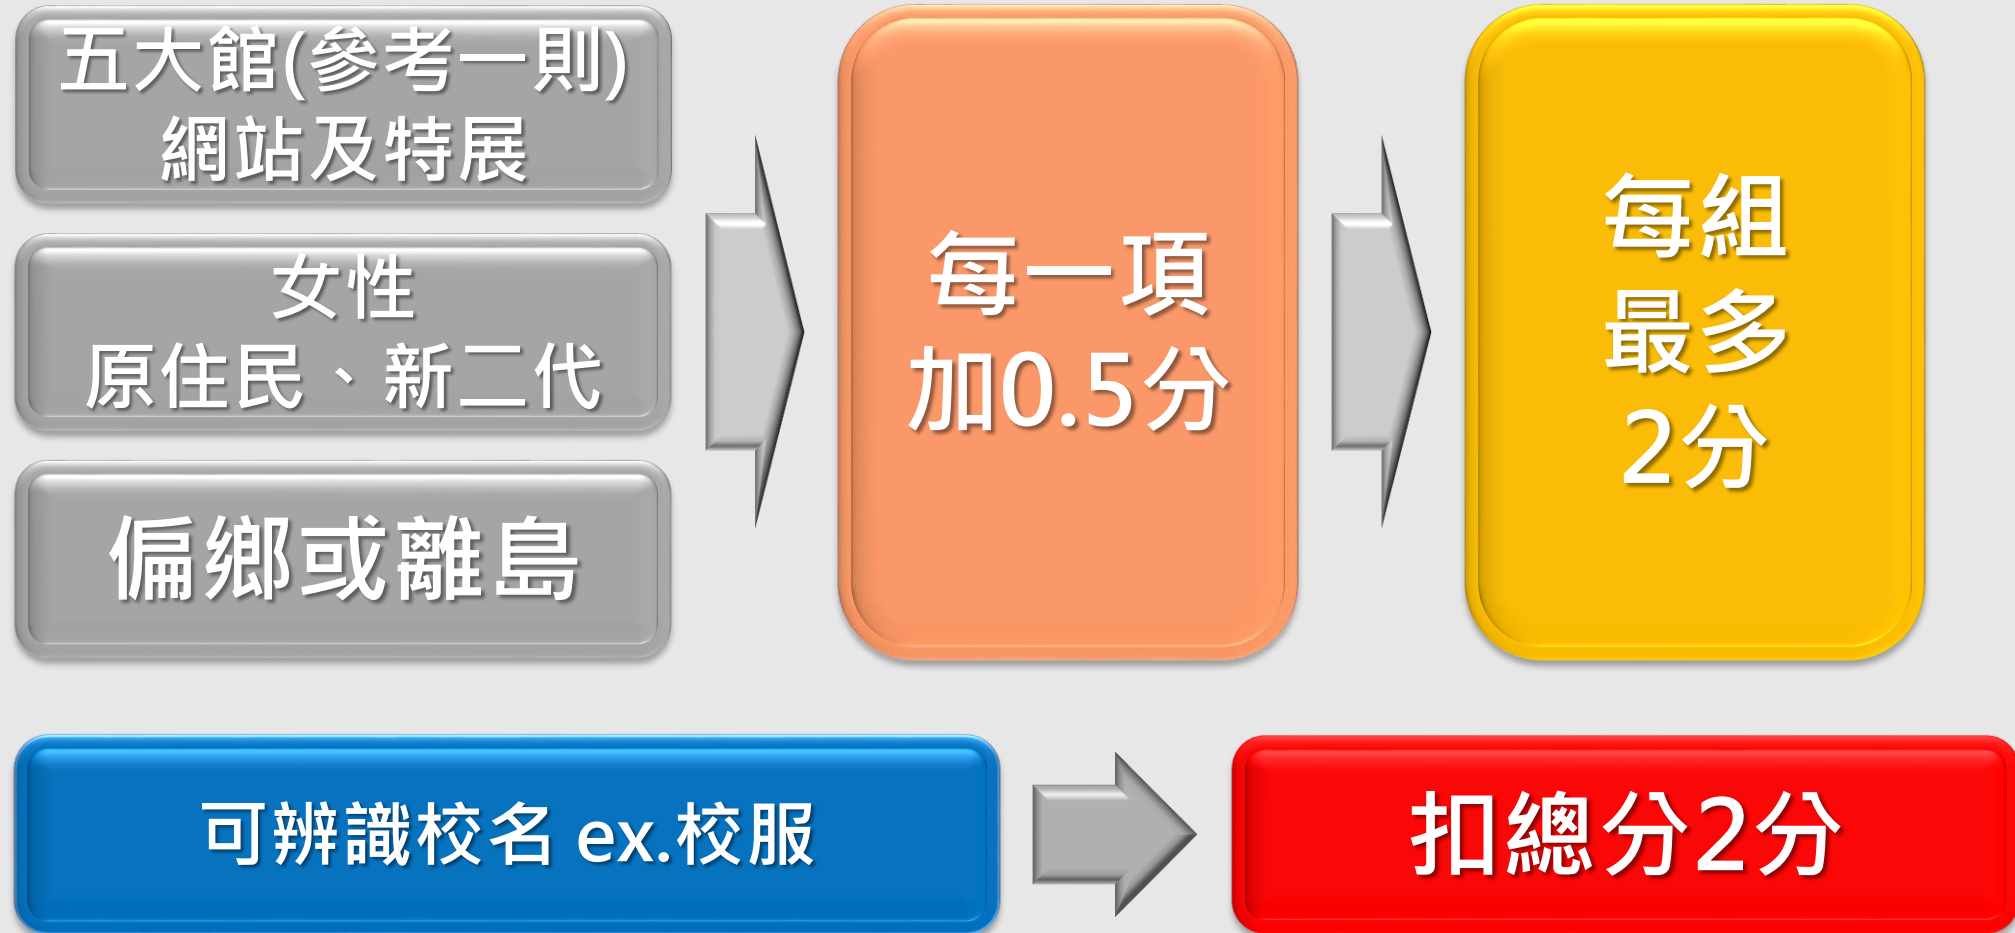 五大館(參考一則)
網站及特展
女性
原住民、新二代
偏鄉或離島
每一項
加0.5分
每組
最多
2分
可辨識校名 ex.校服
扣總分2分